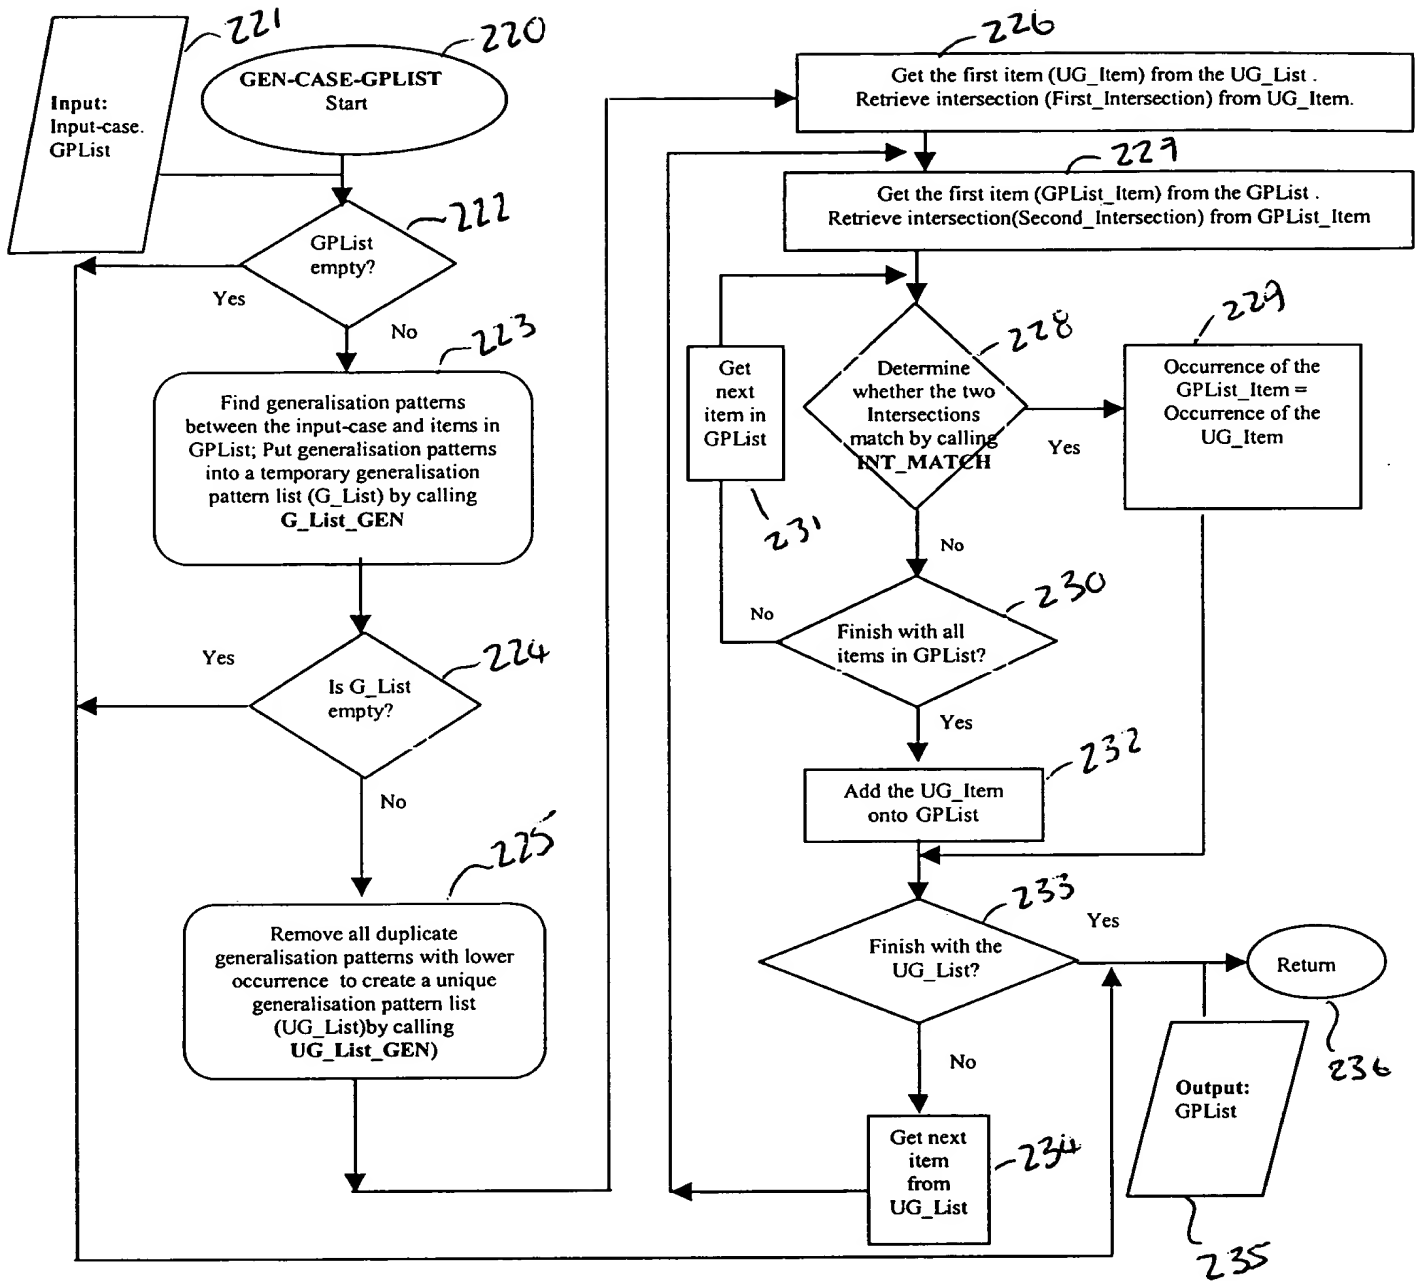 221
Input:
Input-case.
GPList
220
GEN-CASE-GPLIST
Start
222
GPList
empty?
Yes
No
223
Find generalisation patterns
between the input-case and items in
GPList; Put generalisation patterns
into a temporary generalisation
pattern list (G_List) by calling
G_List_GEN
224
Is G_List
empty?
Yes
No
225
Remove all duplicate
generalisation patterns with lower
occurrence to create a unique
generalisation pattern list
(UG_List)by calling
UG_List_GEN)
226
Get the first item (UG_Item) from the UG_List .
Retrieve intersection (First_Intersection) from UG_Item.
227
Get the first item (GPList_Item) from the GPList .
Retrieve intersection(Second_Intersection) from GPList_Item
228
Determine
whether the two
Intersections
match by calling
INT_MATCH
Yes
No
229
Occurrence of the
GPList_Item =
Occurrence of the
UG_Item
Get
next
item in
GPList
231
230
Finish with all
items in GPList?
No
Yes
232
Add the UG_Item
onto GPList
233
Finish with the
UG_List?
Yes
No
Return
236
Output:
GPList
235
Get next
item
from
UG_List
234